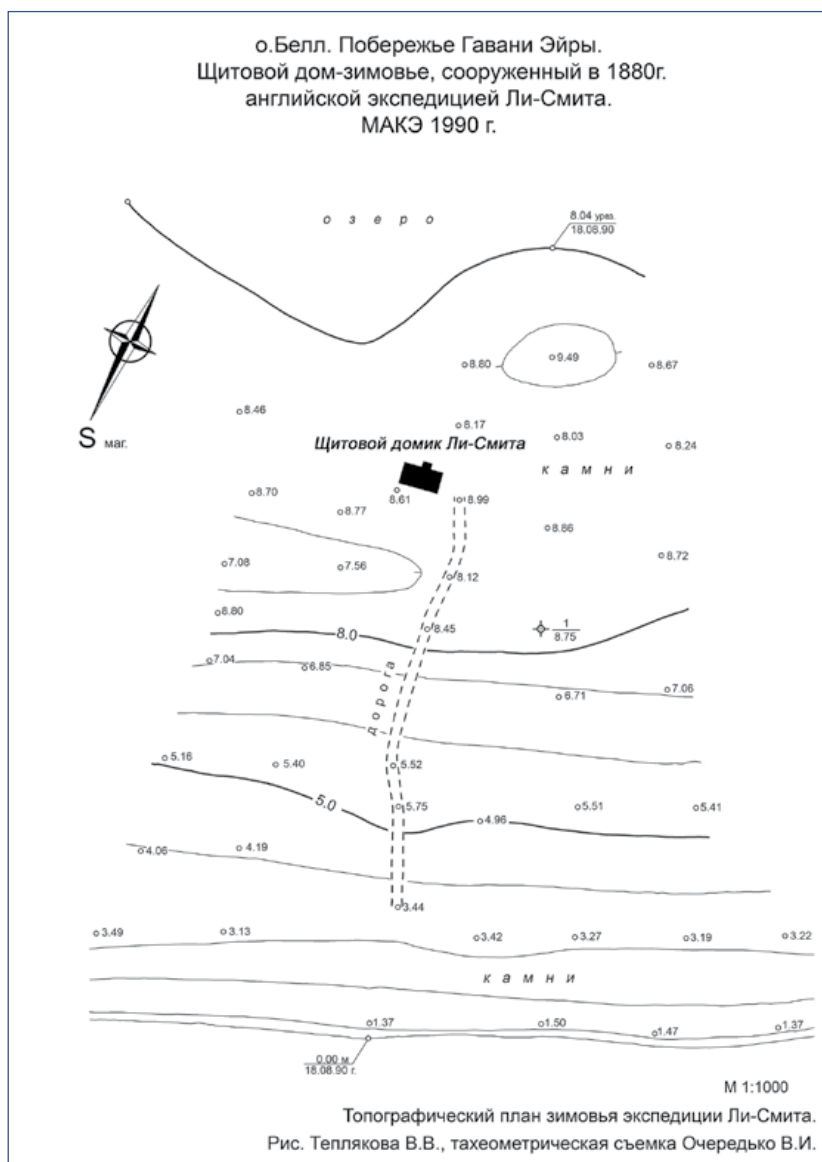 о.Белл. Побережье Гавани Эйры.
Щитовой дом-зимовье, сооруженный в 1880г.
английской экспедицией Ли-Смита.
МАКЭ 1990 г.
озеро
8.04 урез.
18.08.90
9.49
8.80
8.67
8.46
8.17
8.03
8.24
S маг.
Щитовой домик Ли-Смита
камни
8.70
8.61
8.99
8.77
8.86
8.72
7.08
7.56
8.12
8.80
8.0
8.45
1
8.75
7.04
6.85
дорога
6.71
7.06
5.16
5.40
5.52
5.0
5.75
4.96
5.51
5.41
4.06
4.19
3.44
3.49
3.13
3.42
3.27
3.19
3.22
камни
1.37
1.50
1.47
1.37
0.00 м
18.08.90 г.
М 1:1000
Топографический план зимовья экспедиции Ли-Смита.
Рис. Теплякова В.В., тахеометрическая съемка Очередько В.И.